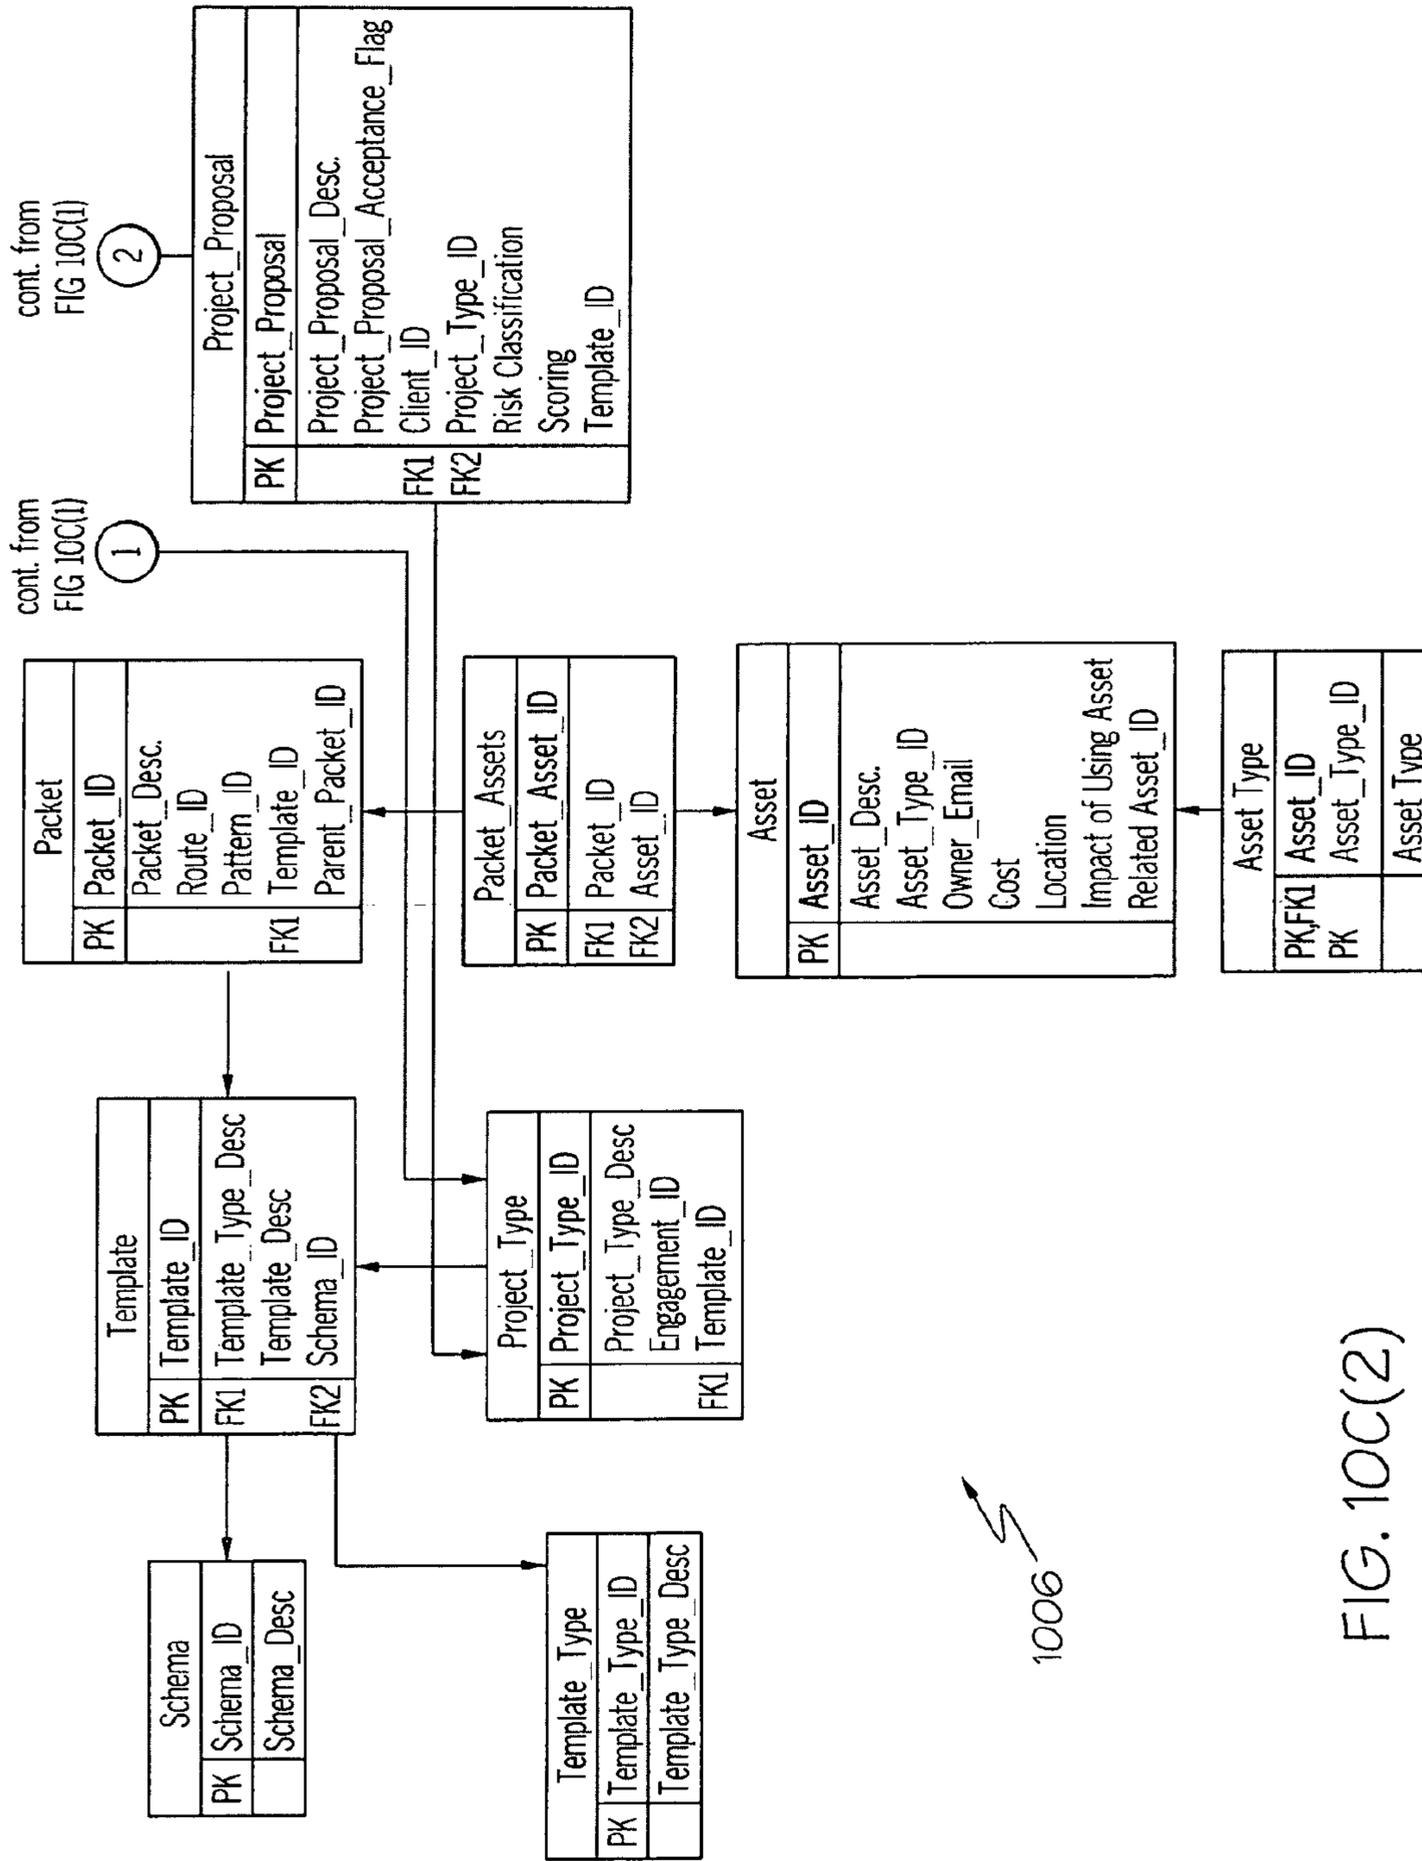 cont. from
FIG 10C(1)
2
Project_Proposal
PK Project_Proposal
Project_Proposal_Desc.
Project_Proposal_Acceptance_Flag
FK1 Client_ID
FK2 Project_Type_ID
Risk Classification
Scoring
Template_ID
cont. from
FIG 10C(1)
1
Packet
PK Packet_ID
Packet_Desc.
Route_ID
Pattern_ID
FK1 Template_ID
Parent_Packet_ID
Packet_Assets
PK Packet_Asset_ID
FK1 Packet_ID
FK2 Asset_ID
Asset
PK Asset_ID
Asset_Desc.
Asset_Type_ID
Owner_Email
Cost
Location
Impact of Using Asset
Related Asset_ID
Asset Type
PK,FK1 Asset_ID
PK Asset_Type_ID
Asset_Type
Template
PK Template_ID
FK1 Template_Type_Desc
Template_Desc
FK2 Schema_ID
Project_Type
PK Project_Type_ID
Project_Type_Desc
Engagement_ID
FK1 Template_ID
Schema
PK Schema_ID
Schema_Desc
Template_Type
PK Template_Type_ID
Template_Type_Desc
1006
FIG. 10C(2)